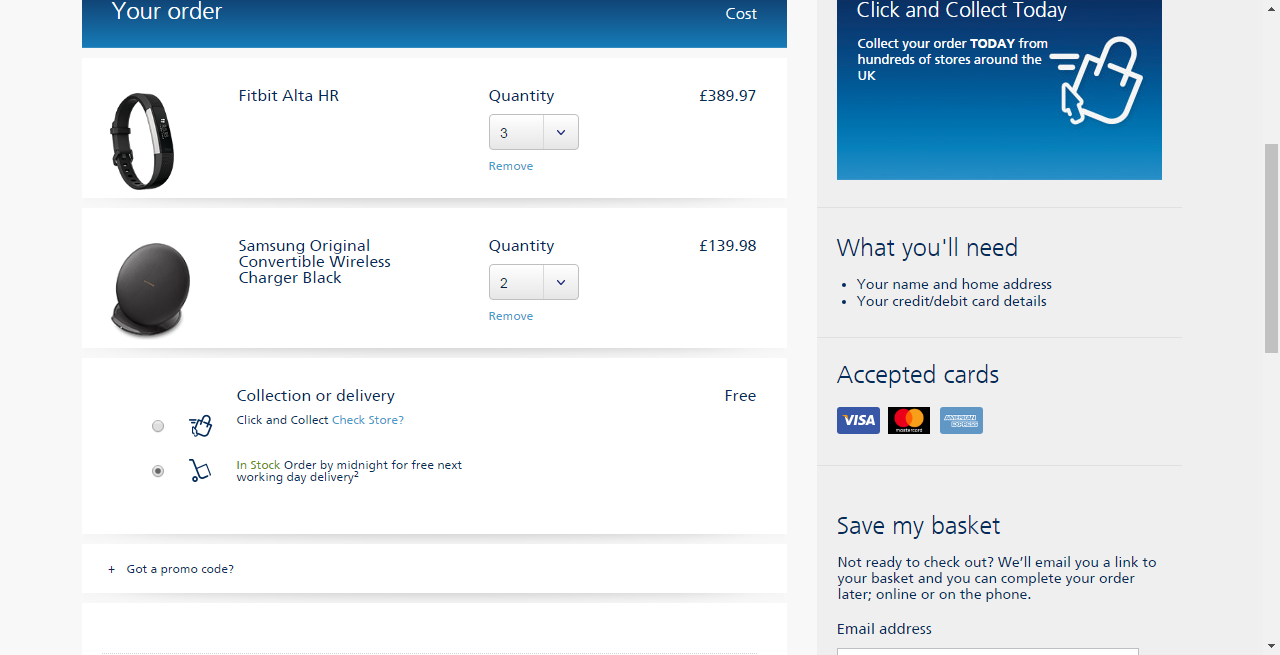 Your order
Cost
Fitbit Alta HR
Quantity
£389.97
3
Remove
Samsung Original
Convertible Wireless
Charger Black
Quantity
£139.98
2
Remove
Collection or delivery
Free
Click and Collect Check Store?
In Stock Order by midnight for free next
working day delivery²
+ Got a promo code?
Click and Collect Today
Collect your order TODAY from
hundreds of stores around the
UK
What you'll need
• Your name and home address
• Your credit/debit card details
Accepted cards
VISA
mastercard
AMERICAN
EXPRESS
Save my basket
Not ready to check out? We’ll email you a link to
your basket and you can complete your order
later; online or on the phone.
Email address